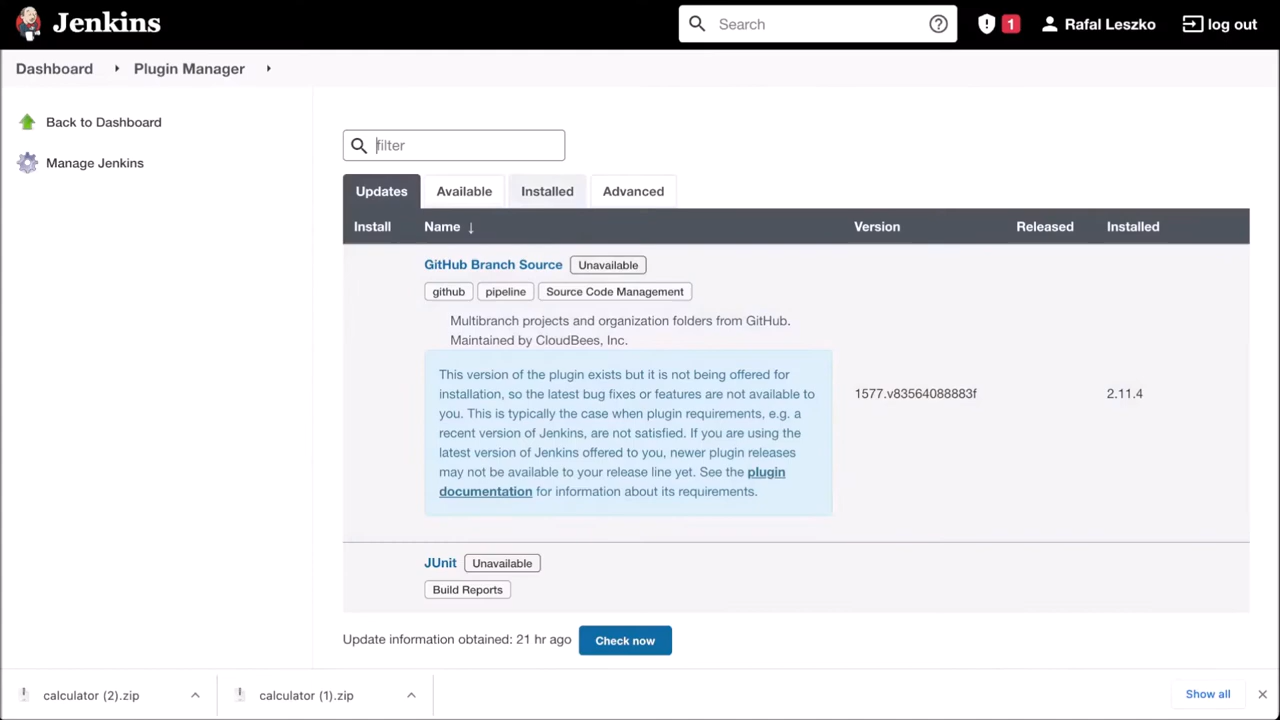 Jenkins
Search
1
Rafal Leszko
log out
Dashboard
Plugin Manager
Back to Dashboard
Manage Jenkins
filter
Updates
Available
Installed
Advanced
Install
Name ↓
Version
Released
Installed
GitHub Branch Source
Unavailable
github
pipeline
Source Code Management
Multibranch projects and organization folders from GitHub.
Maintained by CloudBees, Inc.
This version of the plugin exists but it is not being offered for
installation, so the latest bug fixes or features are not available to
you. This is typically the case when plugin requirements, e.g. a
recent version of Jenkins, are not satisfied. If you are using the
latest version of Jenkins offered to you, newer plugin releases
may not be available to your release line yet. See the plugin
documentation for information about its requirements.
1577.v83564088883f
2.11.4
JUnit
Unavailable
Build Reports
Update information obtained: 21 hr ago
Check now
calculator (2).zip
calculator (1).zip
Show all